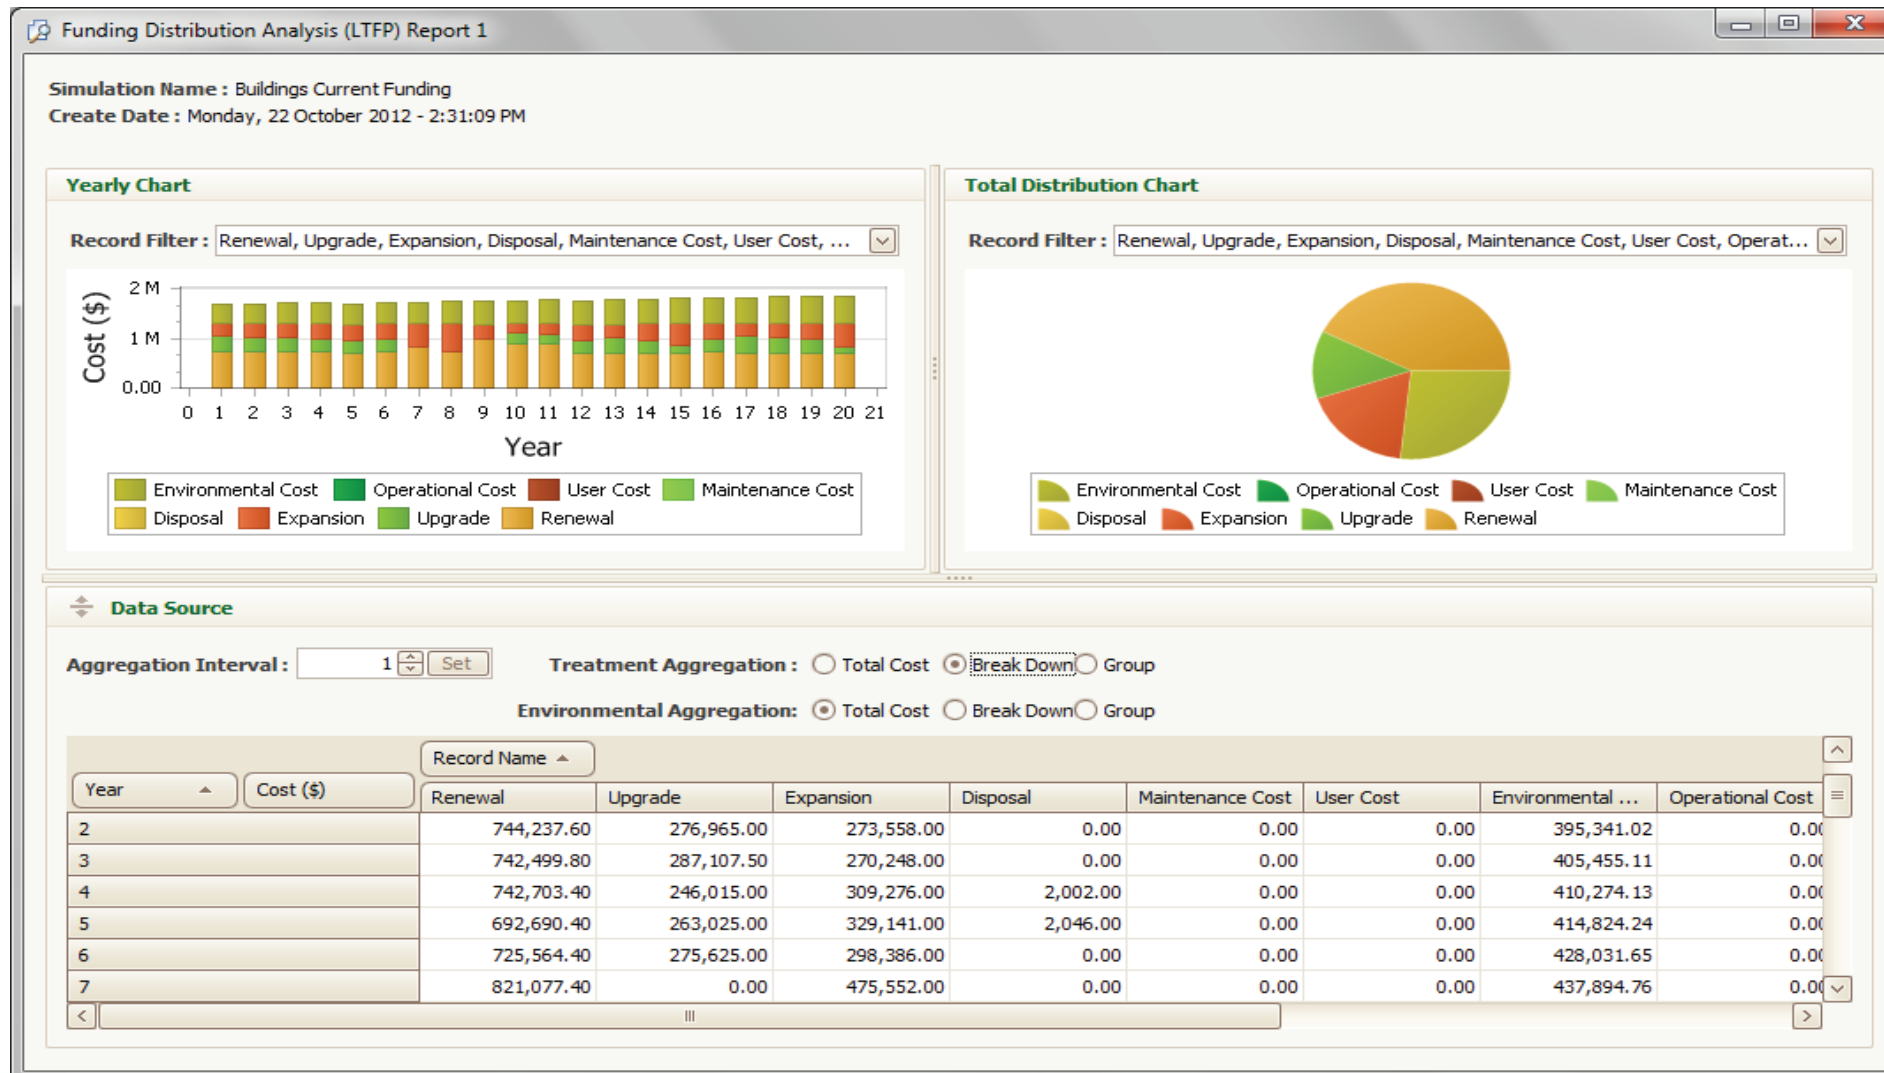 Funding Distribution Analysis (LTFP) Report 1
Simulation Name : Buildings Current Funding
Create Date : Monday, 22 October 2012 - 2:31:09 PM
Yearly Chart
Record Filter : Renewal, Upgrade, Expansion, Disposal, Maintenance Cost, User Cost, ...
Cost ($)
2 M
1 M
0.00
0 1 2 3 4 5 6 7 8 9 10 11 12 13 14 15 16 17 18 19 20 21
Year
Environmental Cost Operational Cost User Cost Maintenance Cost
Disposal Expansion Upgrade Renewal
Total Distribution Chart
Record Filter : Renewal, Upgrade, Expansion, Disposal, Maintenance Cost, User Cost, Operat...
Environmental Cost Operational Cost User Cost Maintenance Cost
Disposal Expansion Upgrade Renewal
Data Source
Aggregation Interval : 1 Set Treatment Aggregation : Total Cost Break Down Group
Environmental Aggregation: Total Cost Break Down Group
Record Name
Year Cost ($)
Renewal Upgrade Expansion Disposal Maintenance Cost User Cost Environmental ... Operational Cost
2 744,237.60 276,965.00 273,558.00 0.00 0.00 0.00 395,341.02 0.00
3 742,499.80 287,107.50 270,248.00 0.00 0.00 0.00 405,455.11 0.00
4 742,703.40 246,015.00 309,276.00 2,002.00 0.00 0.00 410,274.13 0.00
5 692,690.40 263,025.00 329,141.00 2,046.00 0.00 0.00 414,824.24 0.00
6 725,564.40 275,625.00 298,386.00 0.00 0.00 0.00 428,031.65 0.00
7 821,077.40 0.00 475,552.00 0.00 0.00 0.00 437,894.76 0.00